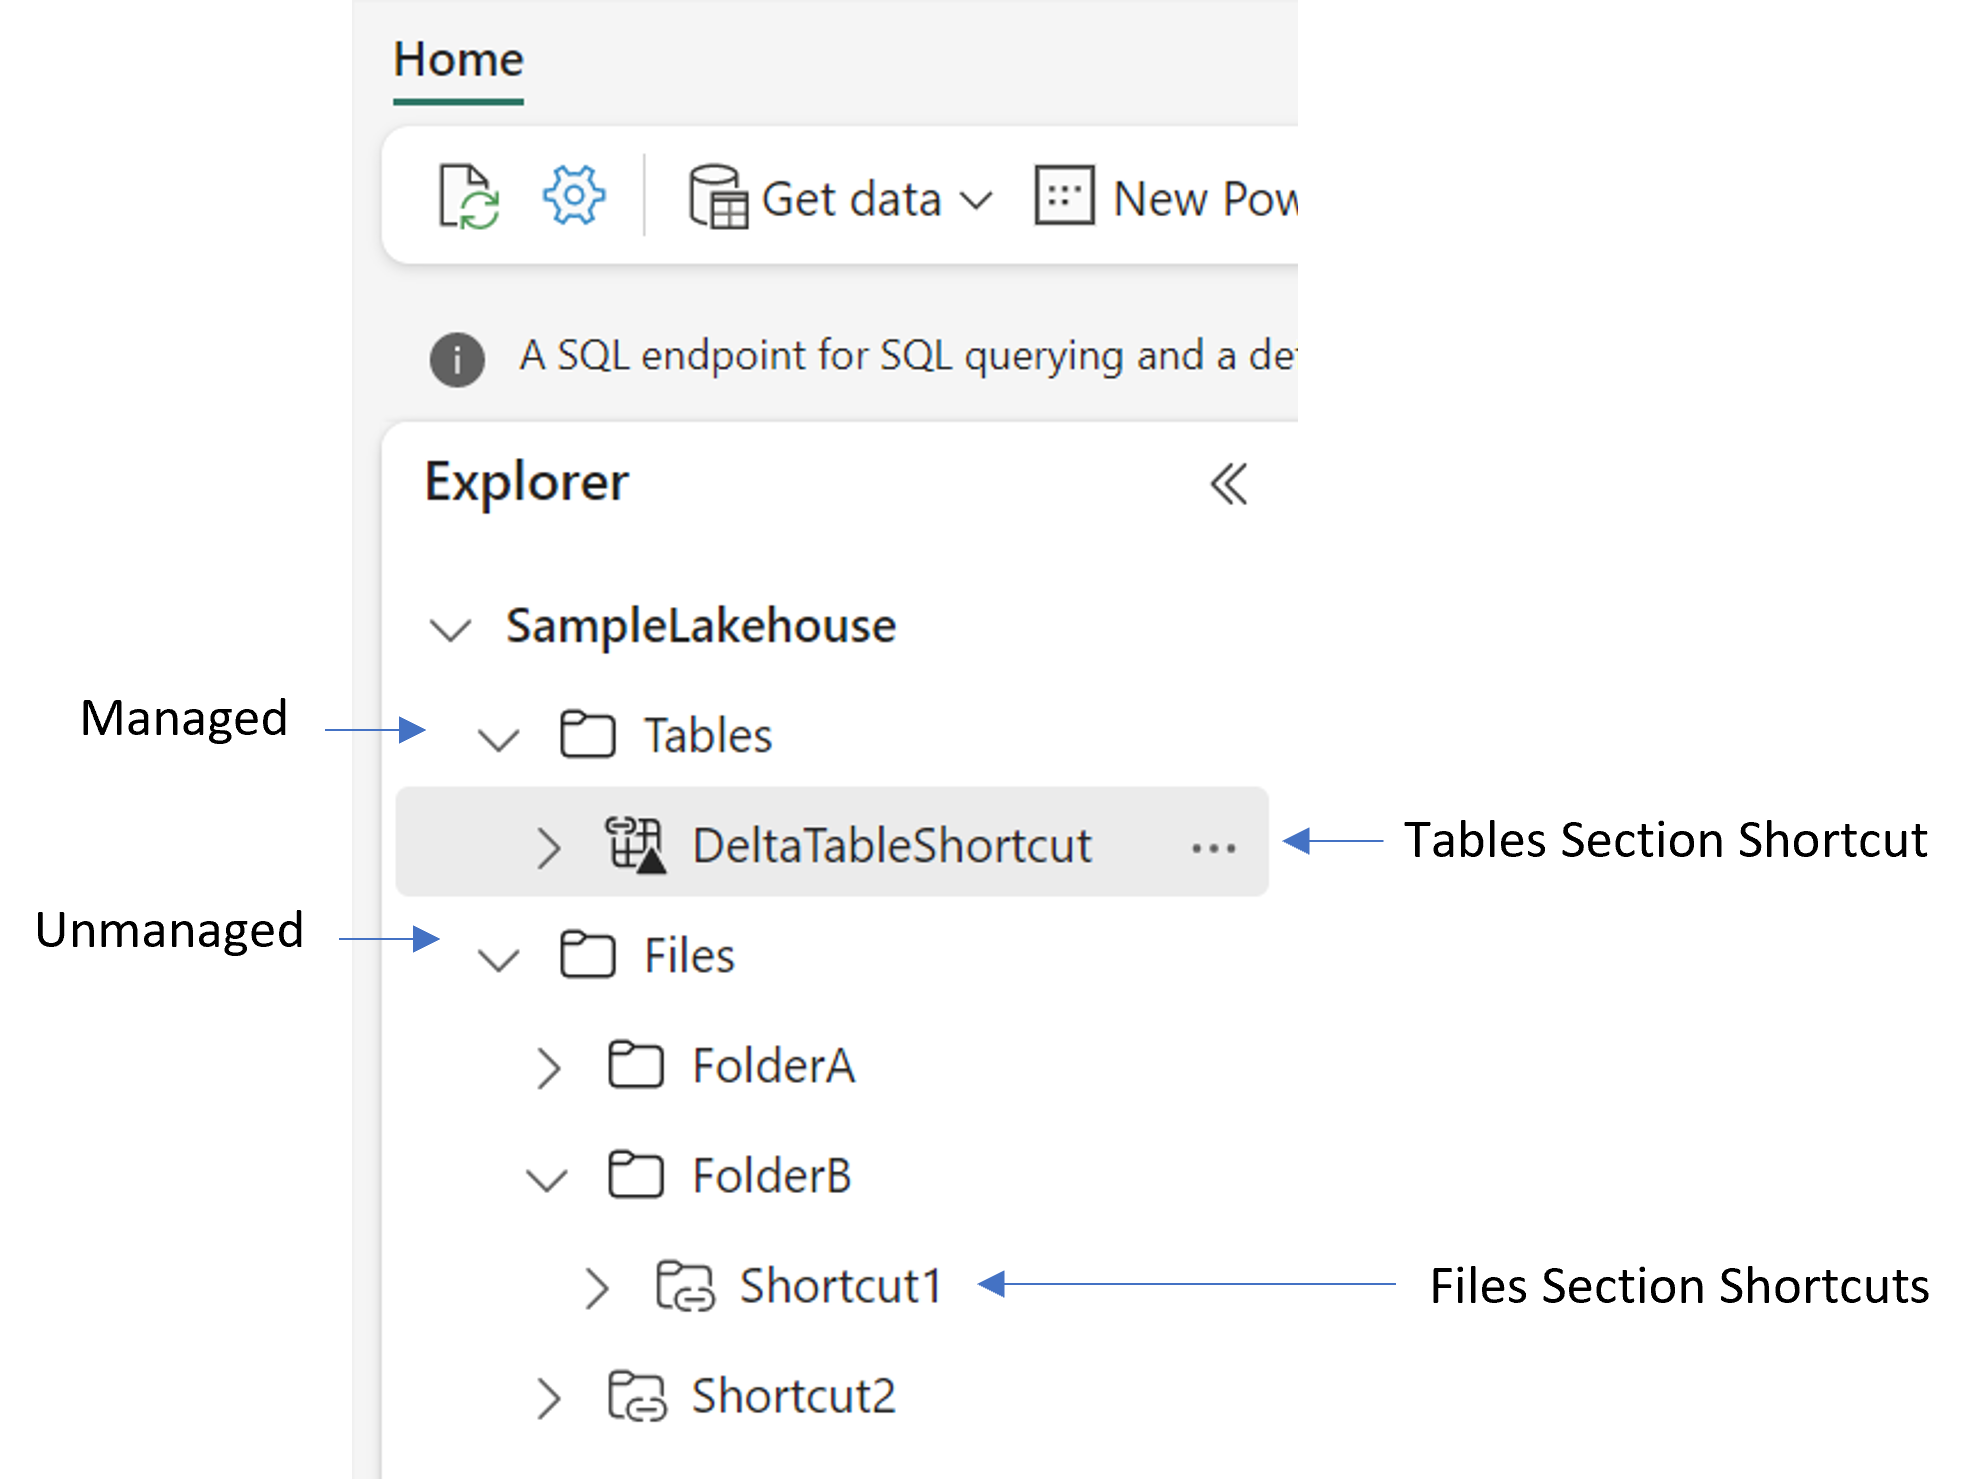 Home
Get data
New Pow
A SQL endpoint for SQL querying and a de
Explorer
SampleLakehouse
Managed
Tables
DeltaTableShortcut
Tables Section Shortcut
Unmanaged
Files
FolderA
FolderB
Shortcut1
Files Section Shortcuts
Shortcut2